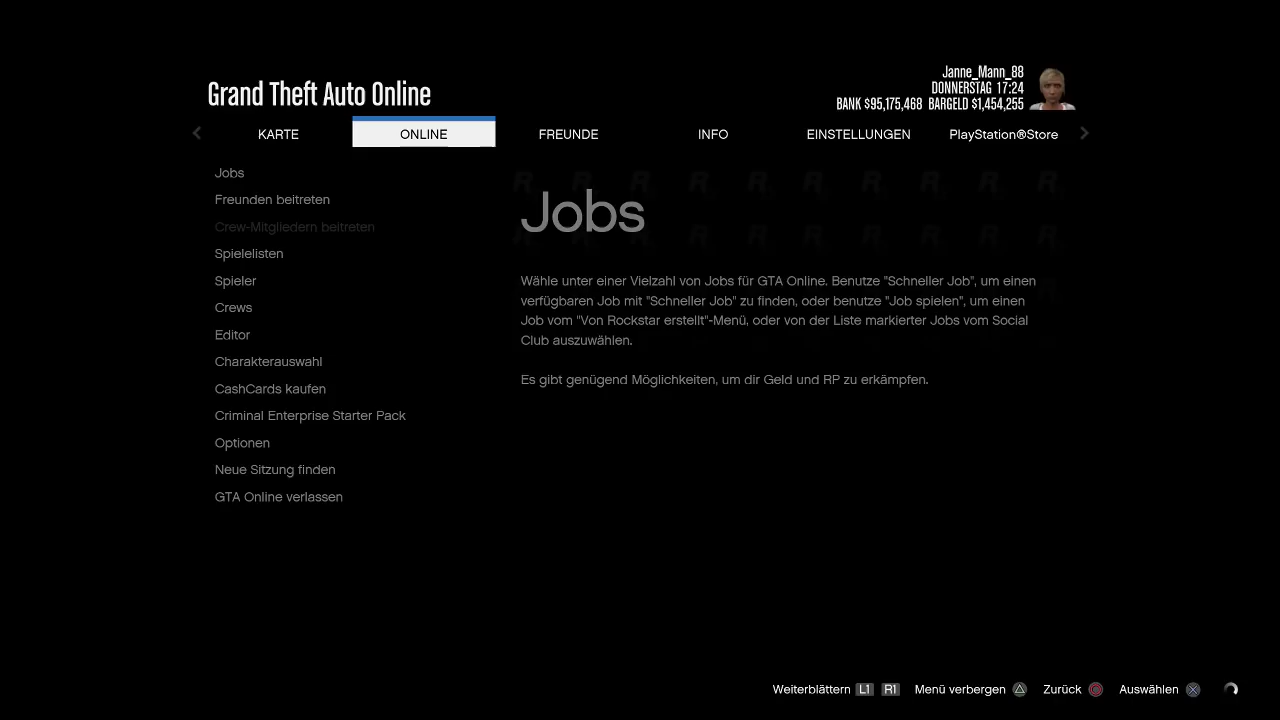 Grand Theft Auto Online
Janne_Mann_88
DONNERSTAG 17:24
BANK $95,175,468 BARGELD $1,454,255
KARTE
ONLINE
FREUNDE
INFO
EINSTELLUNGEN
PlayStation®Store
Jobs
Freunden beitreten
Crew-Mitgliedern beitreten
Spielelisten
Spieler
Crews
Editor
Charakterauswahl
CashCards kaufen
Criminal Enterprise Starter Pack
Optionen
Neue Sitzung finden
GTA Online verlassen
Jobs
Wähle unter einer Vielzahl von Jobs für GTA Online. Benutze "Schneller Job", um einen
verfügbaren Job mit "Schneller Job" zu finden, oder benutze "Job spielen", um einen
Job vom "Von Rockstar erstellt"-Menü, oder von der Liste markierter Jobs vom Social
Club auszuwählen.
Es gibt genügend Möglichkeiten, um dir Geld und RP zu erkämpfen.
Weiterblättern L1 R1 Menü verbergen Zurück Auswählen